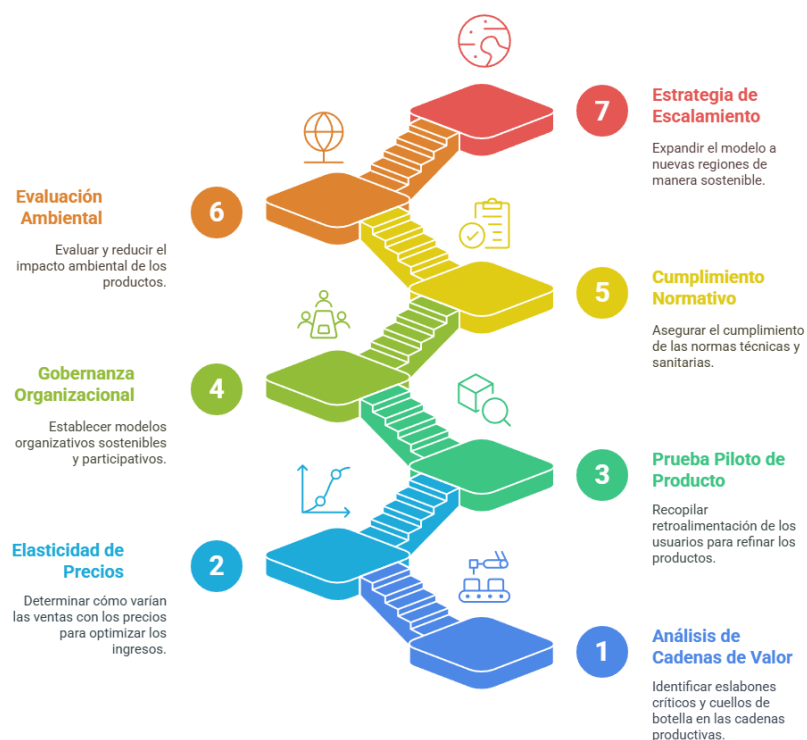 7
Estrategia de
Escalamiento
Expandir el modelo a
nuevas regiones de
manera sostenible.
Evaluación
Ambiental
6
Evaluar y reducir el
impacto ambiental de los
productos.
5
Cumplimiento
Normativo
Asegurar el cumplimiento
de las normas técnicas y
sanitarias.
Gobernanza
Organizacional
4
Establecer modelos
organizativos sostenibles
y participativos.
3
Prueba Piloto de
Producto
Recopilar
retroalimentación de los
usuarios para refinar los
productos.
Elasticidad de
Precios
2
Determinar cómo varían
las ventas con los precios
para optimizar los
ingresos.
1
Análisis de
Cadenas de Valor
Identificar eslabones
críticos y cuellos de
botella en las cadenas
productivas.